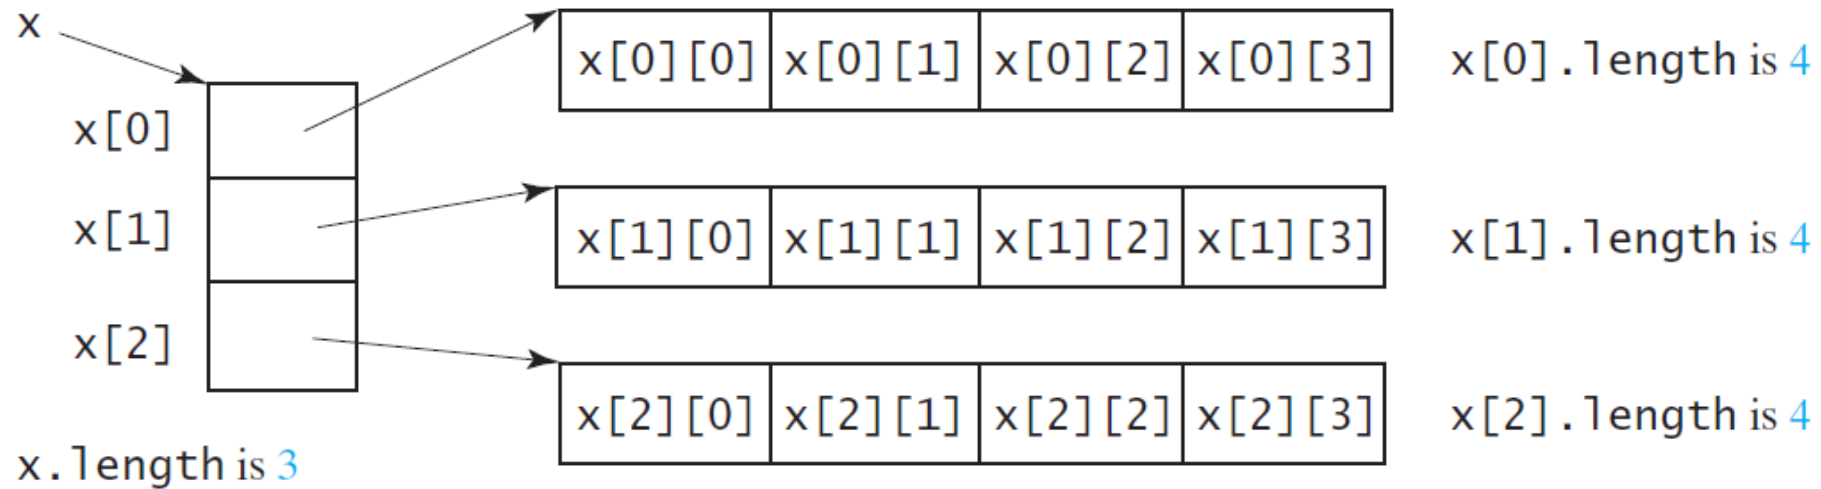 x
x[0][0] x[0][1] x[0][2] x[0][3] x[0].length is 4
x[0]
x[1]
x[1][0] x[1][1] x[1][2] x[1][3] x[1].length is 4
x[2]
x[2][0] x[2][1] x[2][2] x[2][3] x[2].length is 4
x.length is 3